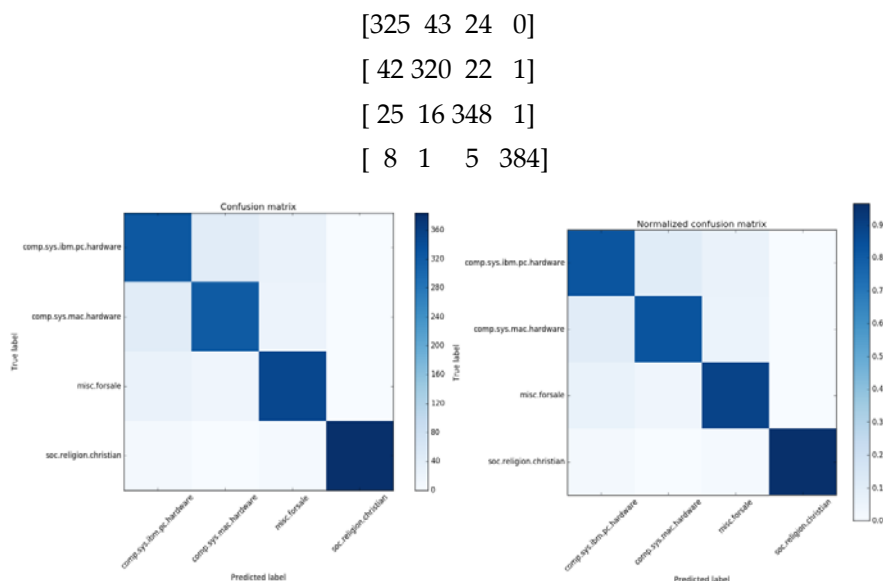 [325 43 24 0]
[ 42 320 22 1]
[ 25 16 348 1]
[ 8 1 5 384]
Confusion matrix
comp.sys.ibm.pc.hardware
comp.sys.mac.hardware
misc.forsale
soc.religion.christian
True label
comp.sys.ibm.pc.hardware
comp.sys.mac.hardware
misc.forsale
soc.religion.christian
Predicted label
360
320
280
240
200
160
120
80
40
0
Normalized confusion matrix
comp.sys.ibm.pc.hardware
comp.sys.mac.hardware
misc.forsale
soc.religion.christian
True label
comp.sys.ibm.pc.hardware
comp.sys.mac.hardware
misc.forsale
soc.religion.christian
Predicted label
0.9
0.8
0.7
0.6
0.5
0.4
0.3
0.2
0.1
0.0